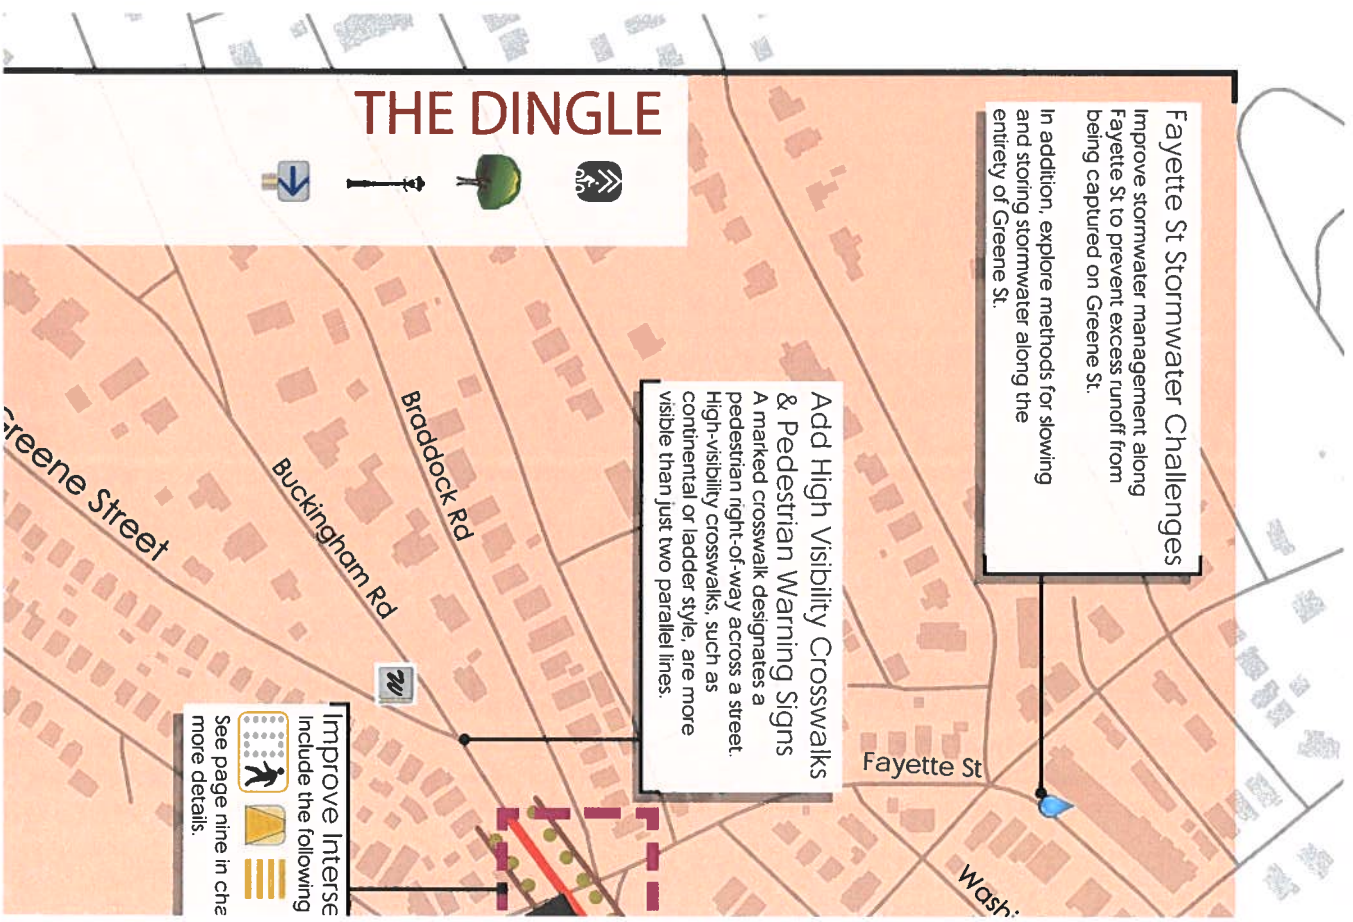 THE DINGLE
Fayette St Stormwater Challenges
Improve stormwater management along
Fayette St to prevent excess runoff from
being captured on Greene St.
In addition, explore methods for slowing
and storing stormwater along the
entirety of Greene St.
Add High Visibility Crosswalks
& Pedestrian Warning Signs
A marked crosswalk designates a
pedestrian right-of-way across a street.
High-visibility crosswalks, such as
continental or ladder style, are more
visible than just two parallel lines.
Braddock Rd
Buckingham Rd
Greene Street
Fayette St
Washi
Improve Interse
Include the following
See page nine in cha
more details.